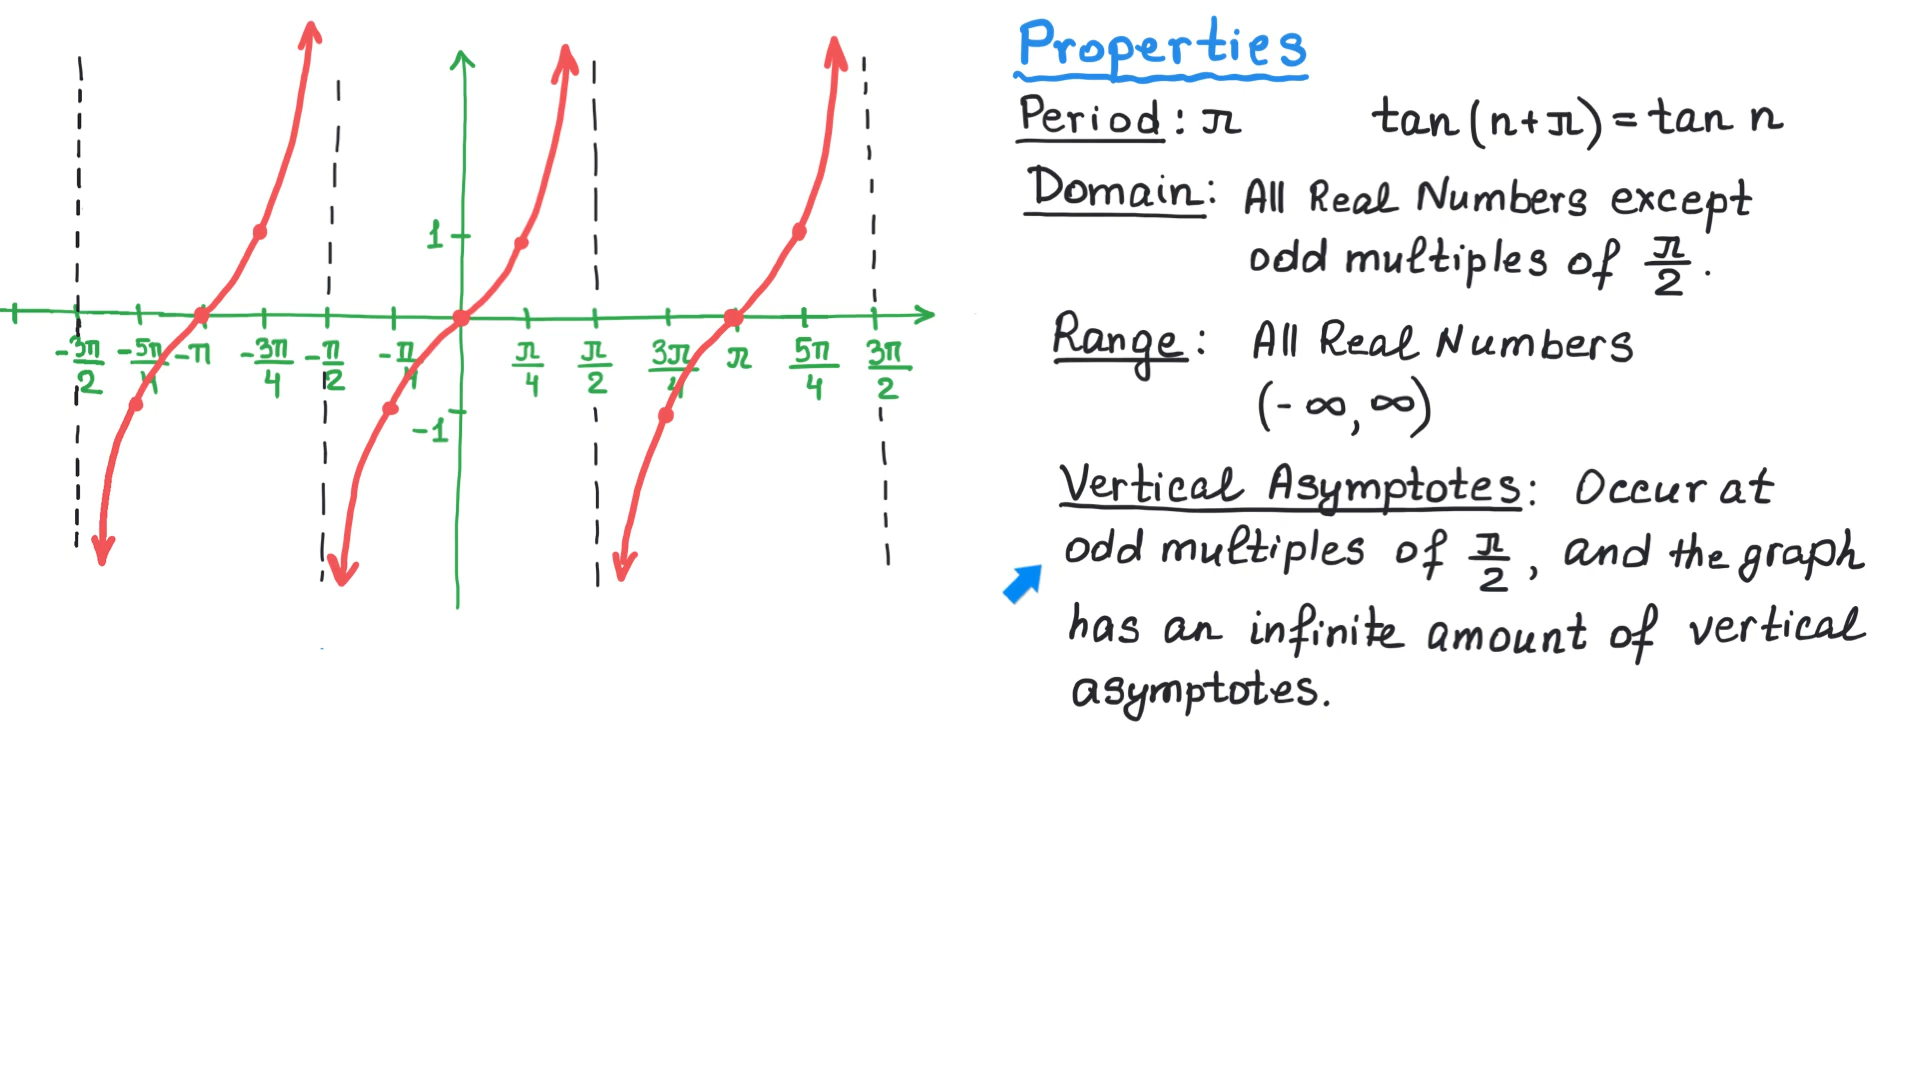 Properties
Period: π tan(n+π) = tan n
Domain: All Real Numbers except
odd multiples of π/2.
Range: All Real Numbers
(-∞, ∞)
Vertical Asymptotes: Occur at
odd multiples of π/2, and the graph
has an infinite amount of vertical
asymptotes.
1
-3π/2 -5π/4 -π -3π/4 -π/2 -π/4 π/4 π/2 3π/4 π 5π/4 3π/2
-1